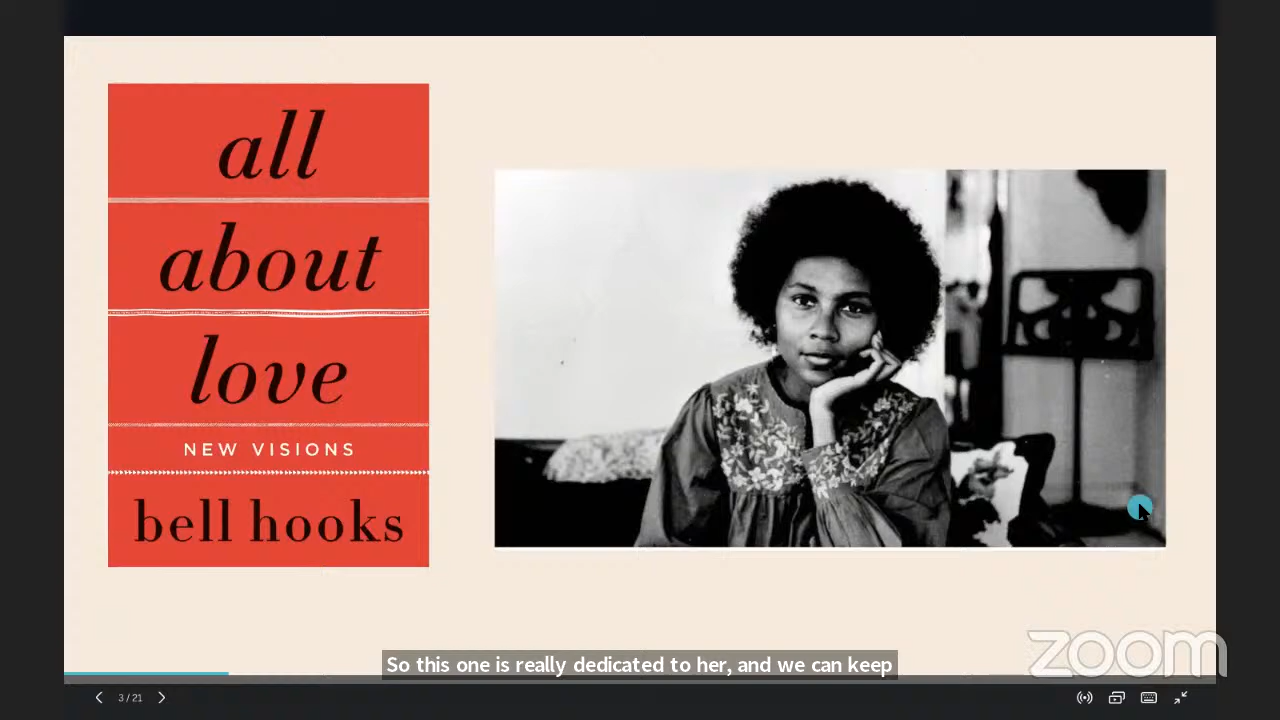 all
about
love
NEW VISIONS
bell hooks
So this one is really dedicated to her, and we can keep
zoom
3 / 21